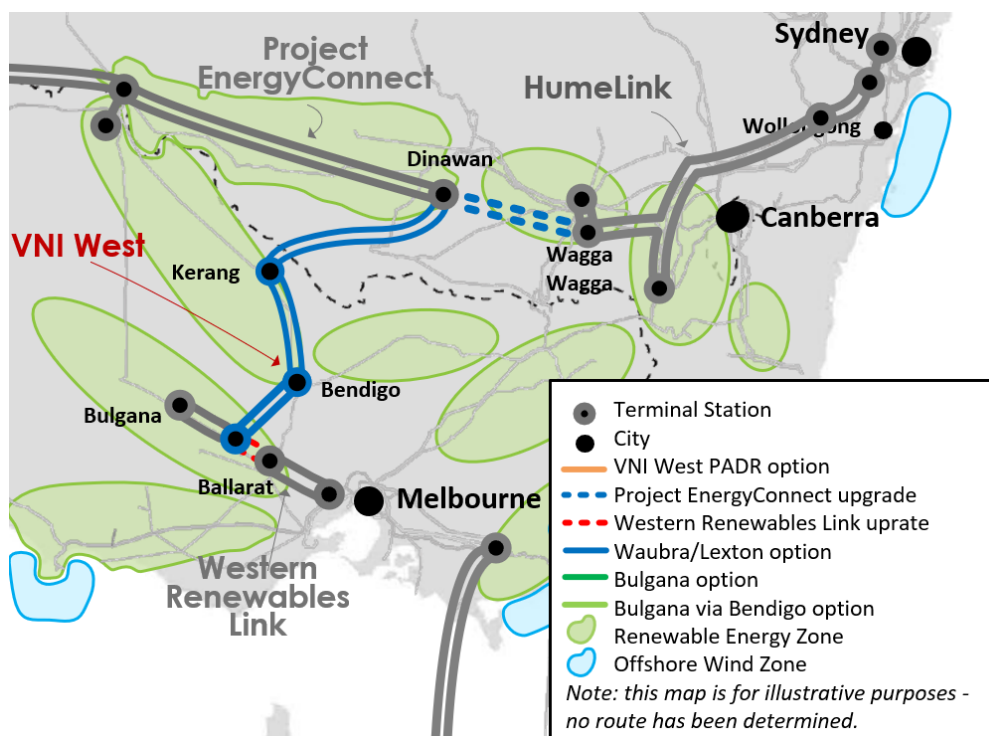 Project
EnergyConnect
Sydney
HumeLink
Wollongong
Dinawan
Canberra
VNI West
Kerang
Wagga
Wagga
Bendigo
Bulgana
Ballarat
Melbourne
Western
Renewables
Link
Terminal Station
City
VNI West PADR option
Project EnergyConnect upgrade
Western Renewables Link uprate
Waubra/Lexton option
Bulgana option
Bulgana via Bendigo option
Renewable Energy Zone
Offshore Wind Zone
Note: this map is for illustrative purposes -
no route has been determined.